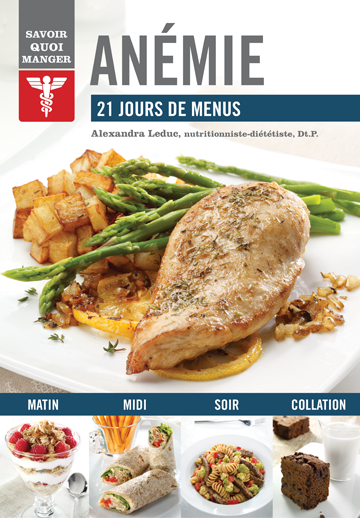 SAVOIR
QUOI
MANGER
ANÉMIE
21 JOURS DE MENUS
Alexandra Leduc, nutritionniste-diététiste, Dt.P.
MATIN
MIDI
SOIR
COLLATION